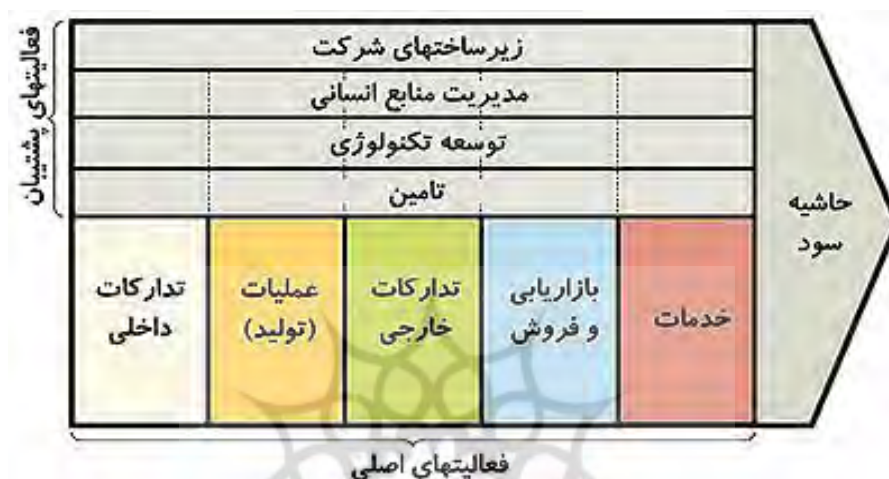 فعالیتهای پشتیبان
زیرساختهای شرکت
مدیریت منابع انسانی
توسعه تکنولوژی
تامین
حاشیه
سود
تدارکات
داخلی
عملیات
(تولید)
تدارکات
خارجی
بازاریابی
و فروش
خدمات
فعالیتهای اصلی